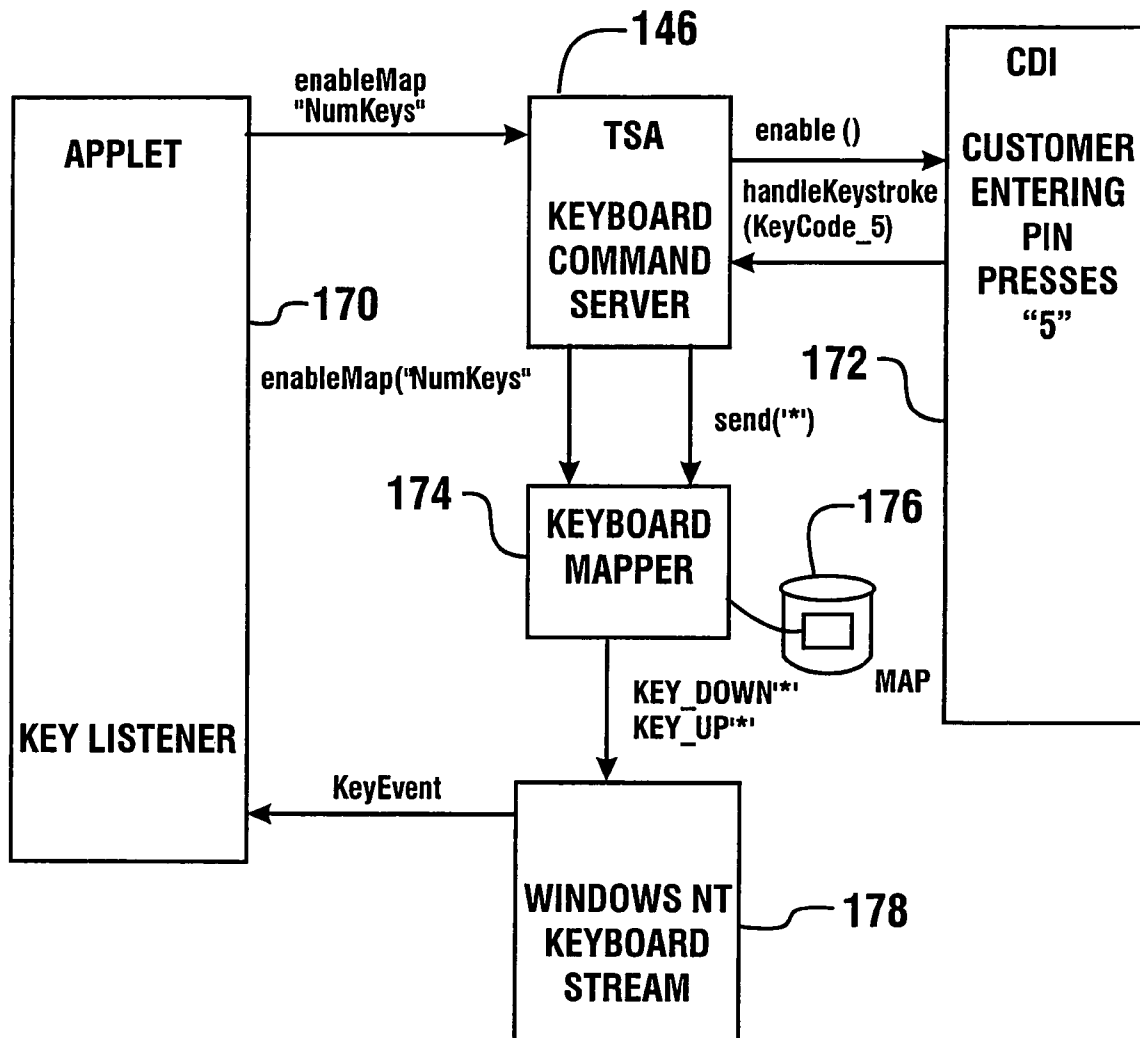 146
enableMap
"NumKeys"
APPLET
TSA
KEYBOARD
COMMAND
SERVER
enable ()
handleKeystroke
(KeyCode_5)
CDI
CUSTOMER
ENTERING
PIN
PRESSES
“5”
170
172
enableMap("NumKeys"
send('*')
174
KEYBOARD
MAPPER
176
MAP
KEY_DOWN'*'
KEY_UP'*'
KEY LISTENER
KeyEvent
WINDOWS NT
KEYBOARD
STREAM
178